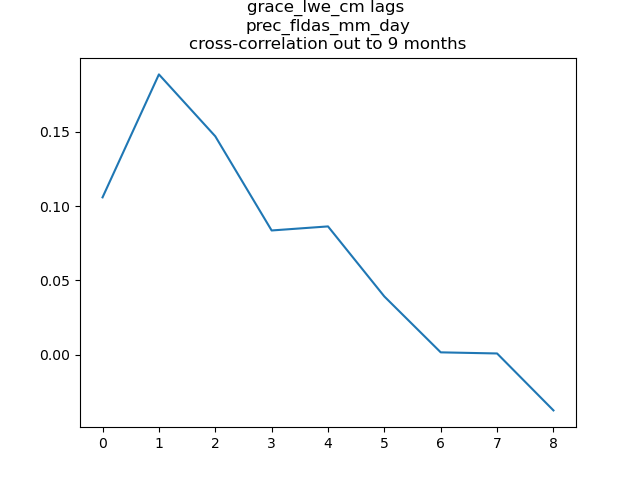 grace_lwe_cm lags
prec_fldas_mm_day
cross-correlation out to 9 months
0.15
0.10
0.05
0.00
0 1 2 3 4 5 6 7 8